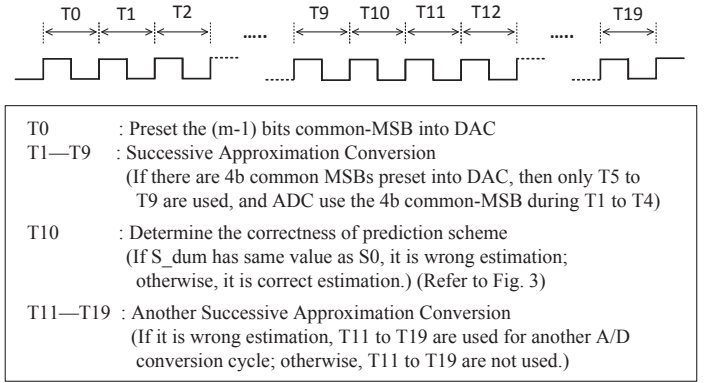 T0 T1 T2 ..... T9 T10 T11 T12 ..... T19
T0 : Preset the (m-1) bits common-MSB into DAC
T1—T9 : Successive Approximation Conversion
(If there are 4b common MSBs preset into DAC, then only T5 to
T9 are used, and ADC use the 4b common-MSB during T1 to T4)
T10 : Determine the correctness of prediction scheme
(If S_dum has same value as S0, it is wrong estimation;
otherwise, it is correct estimation.) (Refer to Fig. 3)
T11—T19 : Another Successive Approximation Conversion
(If it is wrong estimation, T11 to T19 are used for another A/D
conversion cycle; otherwise, T11 to T19 are not used.)